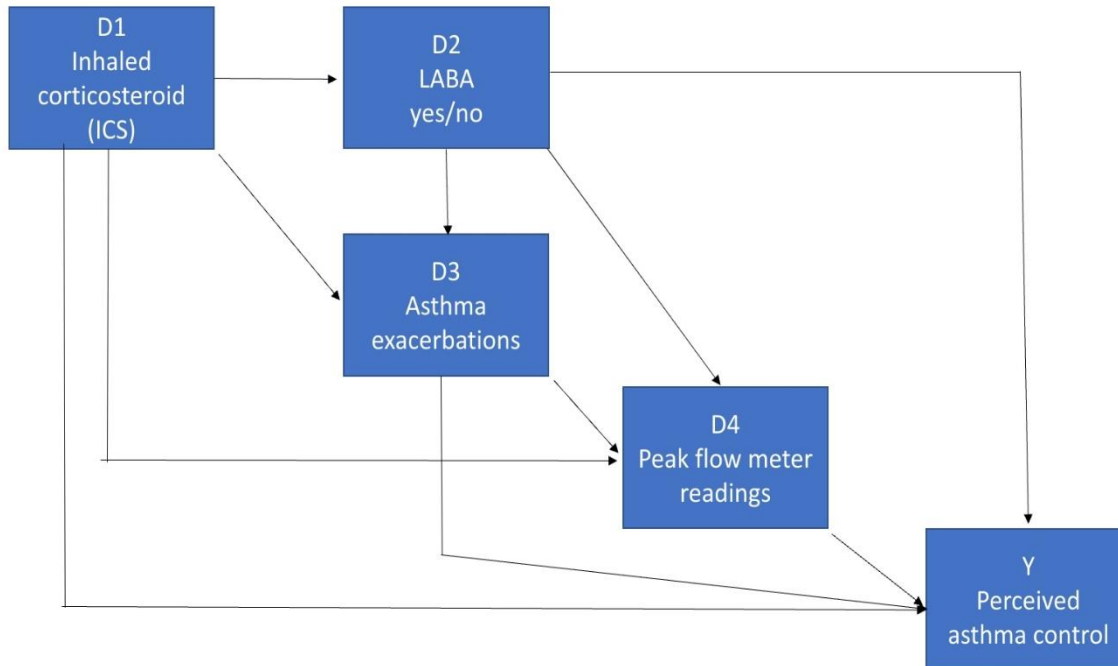 D1
Inhaled
corticosteroid
(ICS)
D2
LABA
yes/no
D3
Asthma
exacerbations
D4
Peak flow meter
readings
Y
Perceived
asthma control